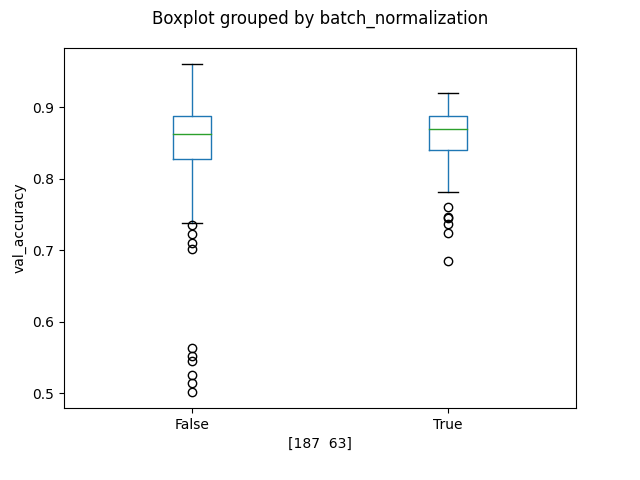 Boxplot grouped by batch_normalization
val_accuracy
0.9
0.8
0.7
0.6
0.5
False True
[187 63]